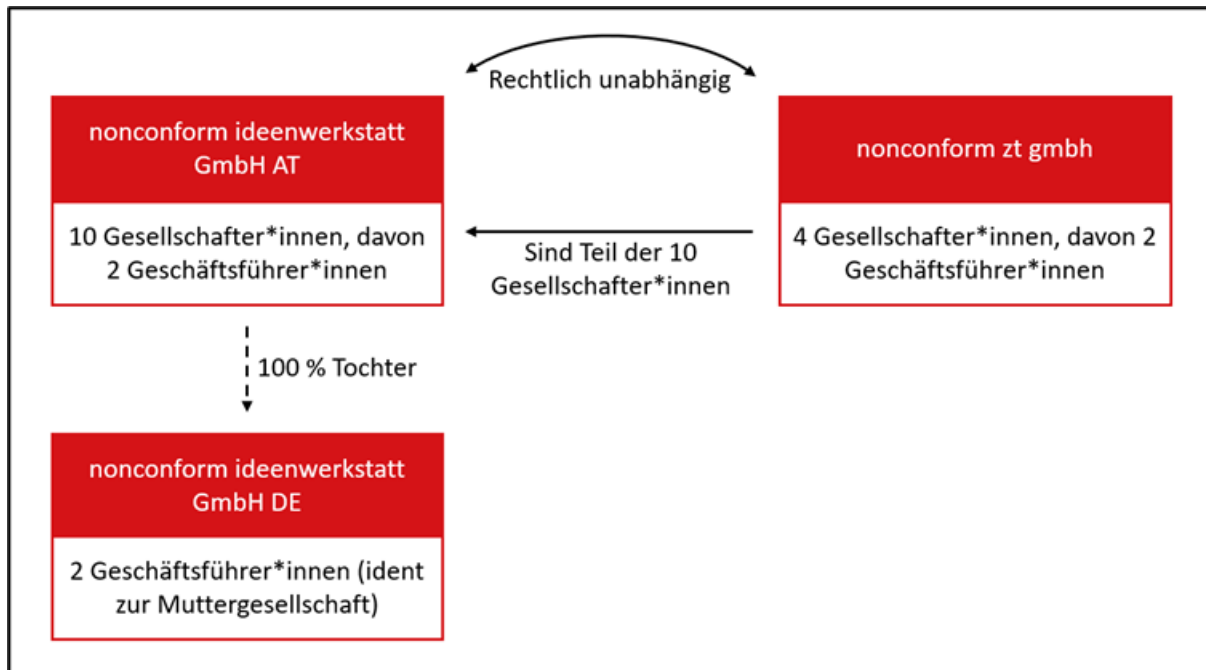 Rechtlich unabhängig
nonconform ideenwerkstatt
GmbH AT
10 Gesellschafter*innen, davon
2 Geschäftsführer*innen
Sind Teil der 10
Gesellschafter*innen
nonconform zt gmbh
4 Gesellschafter*innen, davon 2
Geschäftsführer*innen
100 % Tochter
nonconform ideenwerkstatt
GmbH DE
2 Geschäftsführer*innen (ident
zur Muttergesellschaft)